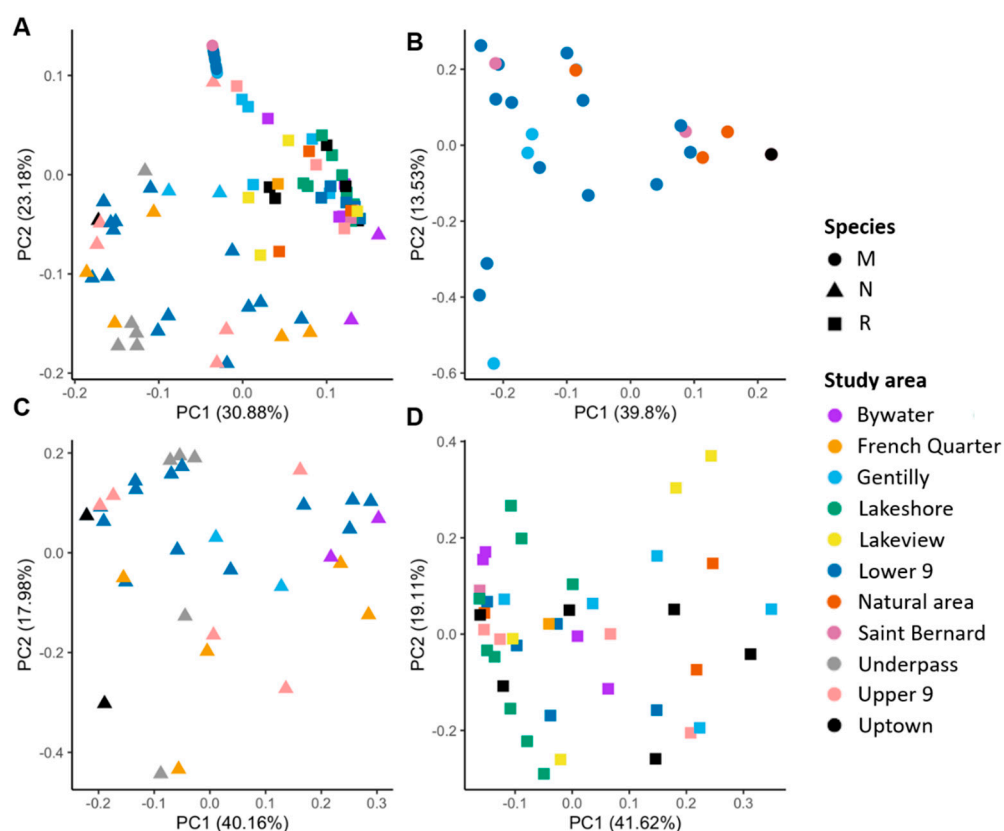 A
0.1
0.0
-0.1
-0.2
PC2 (23.18%)
-0.2
-0.1
0.0
0.1
PC1 (30.88%)
B
0.2
0.0
-0.2
-0.4
-0.6
PC2 (13.53%)
-0.2
-0.1
0.0
0.1
0.2
PC1 (39.8%)
C
0.2
0.0
-0.2
-0.4
PC2 (17.98%)
-0.2
-0.1
0.0
0.1
0.2
0.3
PC1 (40.16%)
D
0.4
0.2
0.0
-0.2
PC2 (19.11%)
-0.1
0.0
0.1
0.2
0.3
PC1 (41.62%)
Species
M
N
R
Study area
Bywater
French Quarter
Gentilly
Lakeshore
Lakeview
Lower 9
Natural area
Saint Bernard
Underpass
Upper 9
Uptown